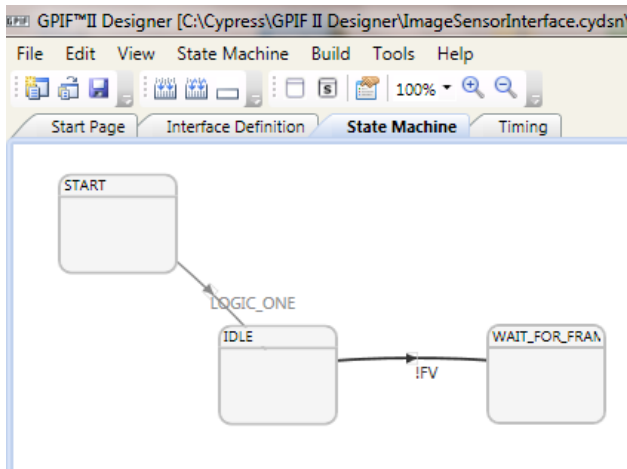 GPIF™II Designer [C:\Cypress\GPIF II Designer\ImageSensorInterface.cydsn\
File Edit View State Machine Build Tools Help
100%
Start Page Interface Definition State Machine Timing
START
LOGIC_ONE
IDLE
WAIT_FOR_FRAM
!FV